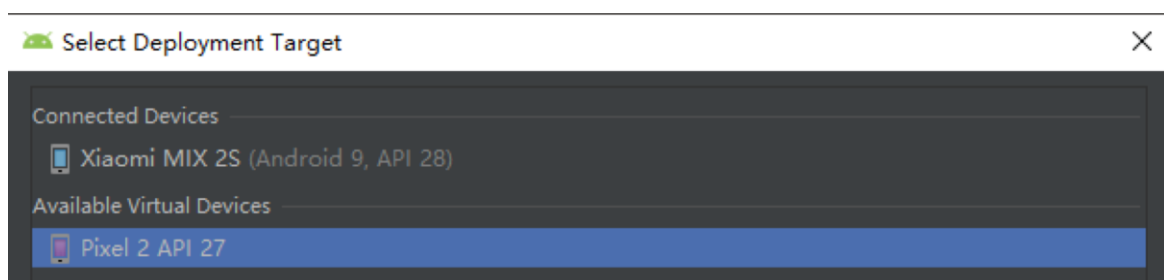 Select Deployment Target
Connected Devices
Xiaomi MIX 2S (Android 9, API 28)
Available Virtual Devices
Pixel 2 API 27